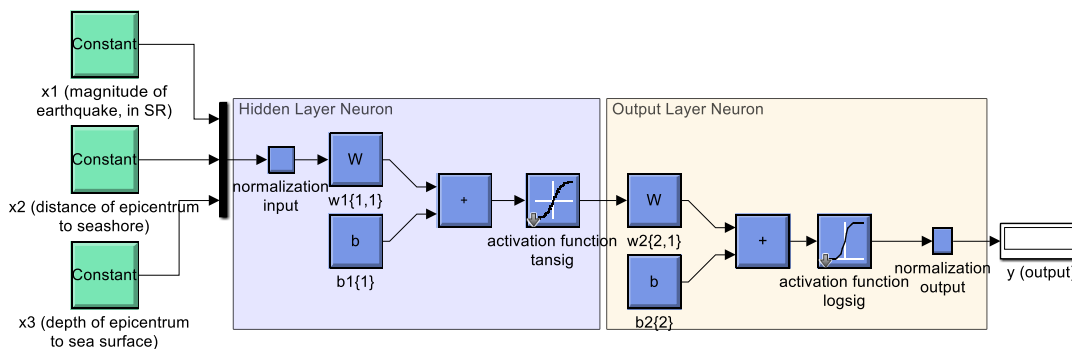 Constant
x1 (magnitude of
earthquake, in SR)
Constant
x2 (distance of epicentrum
to seashore)
Constant
x3 (depth of epicentrum
to sea surface)
Hidden Layer Neuron
normalization
input
W
w1{1,1}
b
b1{1}
+
activation function
tansig
Output Layer Neuron
W
w2{2,1}
b
b2{2}
+
activation function
logsig
normalization
output
y (output)